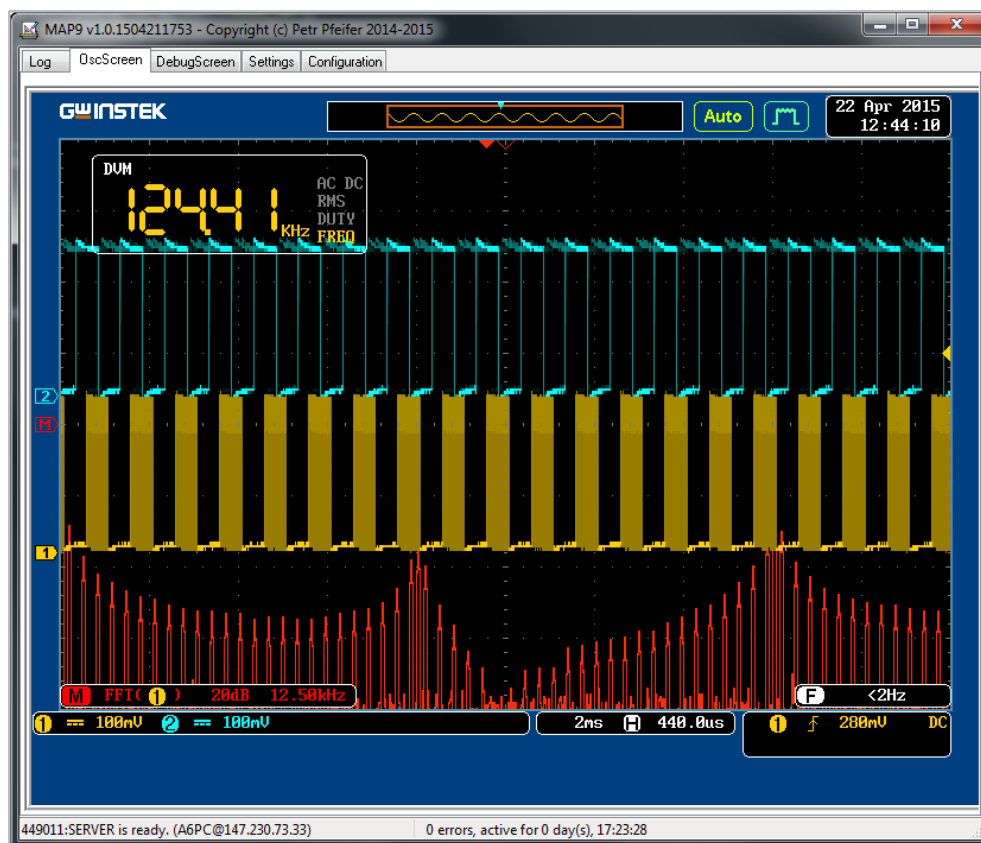 MAP9 v1.0.1504211753 - Copyright (c) Petr Pfeifer 2014-2015
Log OscScreen DebugScreen Settings Configuration
GWINSTEK Auto 22 Apr 2015
12:44:10
DVM
124.41 KHz
AC DC
RMS
DUTY
FREQ
2
M
1
M FFT( 1 ) 20dB 12.50kHz F <2Hz
1 100mV 2 100mV 2ms H 440.0us 1 280mV DC
449011:SERVER is ready. (A6PC@147.230.73.33) 0 errors, active for 0 day(s), 17:23:28